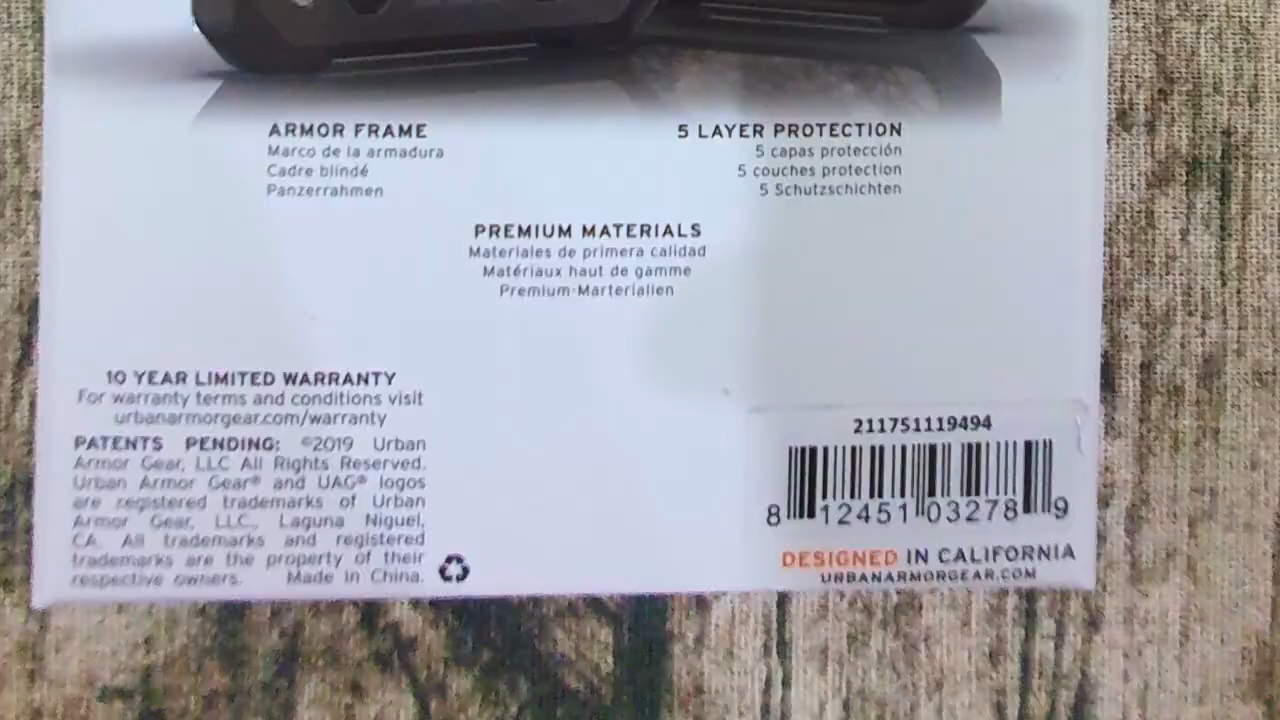 ARMOR FRAME
Marco de la armadura
Cadre blindé
Panzerrahmen
5 LAYER PROTECTION
5 capas protección
5 couches protection
5 Schutzschichten
PREMIUM MATERIALS
Materiales de primera calidad
Matériaux haut de gamme
Premium-Marterialien
10 YEAR LIMITED WARRANTY
For warranty terms and conditions visit
urbanarmorgear.com/warranty
PATENTS PENDING: ©2019 Urban
Armor Gear, LLC All Rights Reserved.
Urban Armor Gear® and UAG® logos
are registered trademarks of Urban
Armor Gear, LLC., Laguna Niguel,
CA. All trademarks and registered
trademarks are the property of their
respective owners. Made in China.
211751119494
8 12451 03278 9
DESIGNED IN CALIFORNIA
URBANARMORGEAR.COM